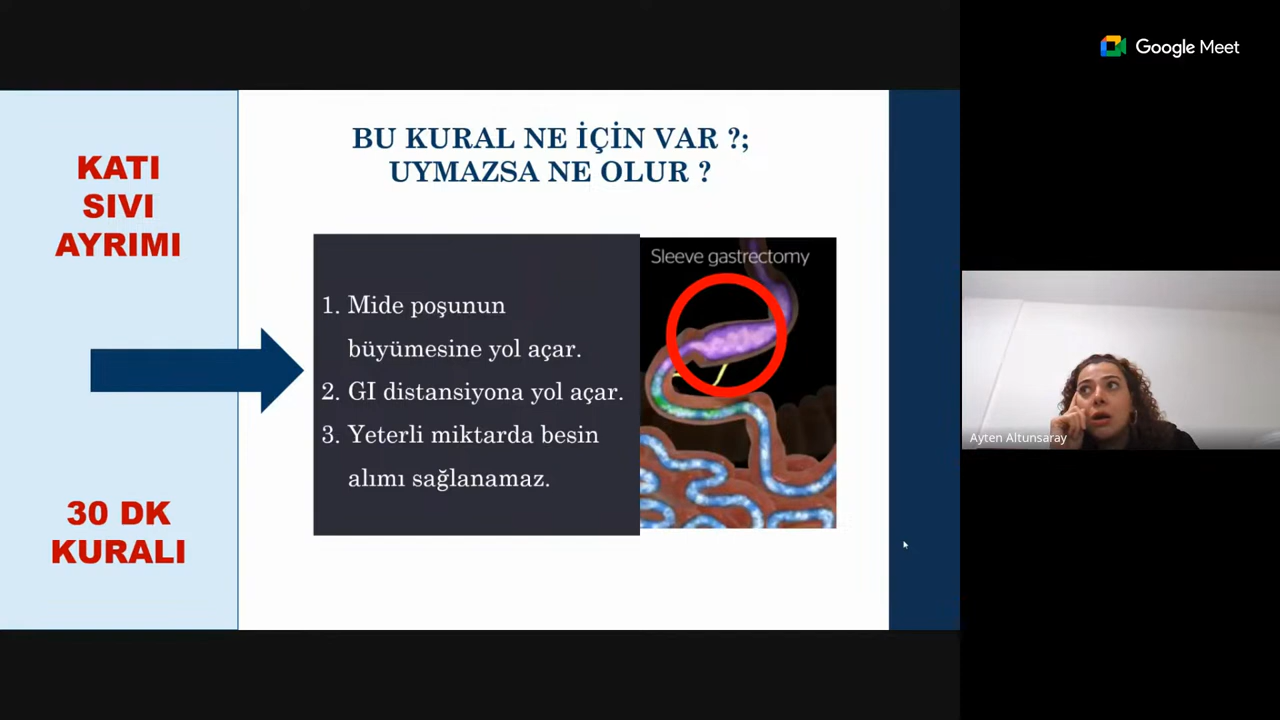 Google Meet
KATI
SIVI
AYRIMI
30 DK
KURALI
BU KURAL NE İÇİN VAR ?;
UYMAZSA NE OLUR ?
1. Mide poşunun
büyümesine yol açar.
2. GI distansiyona yol açar.
3. Yeterli miktarda besin
alımı sağlanamaz.
Sleeve gastrectomy
Ayten Altunsaray